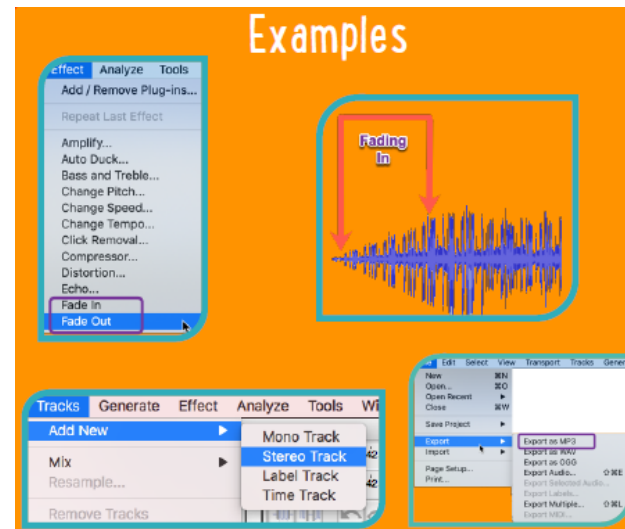 Examples
Effect Analyze Tools
Add / Remove Plug-ins...
Repeat Last Effect
Amplify...
Auto Duck...
Bass and Treble...
Change Pitch...
Change Speed...
Change Tempo...
Click Removal...
Compressor...
Distortion...
Echo...
Fade In
Fade Out
Fading
In
Tracks Generate Effect Analyze Tools Wi
Add New
Mix
Resample...
Remove Tracks
Mono Track
Stereo Track
Label Track
Time Track
42
42
Edit Select View Transport Tracks Gener
New ⌘N
Open... ⌘O
Open Recent
Close ⌘W
Save Project
Export
Import
Page Setup...
Print...
Export as MP3
Export as WAV
Export as OGG
Export Audio... ⇧⌘E
Export Selected Audio...
Export Labels...
Export Multiple... ⇧⌘L
Export MIDI...